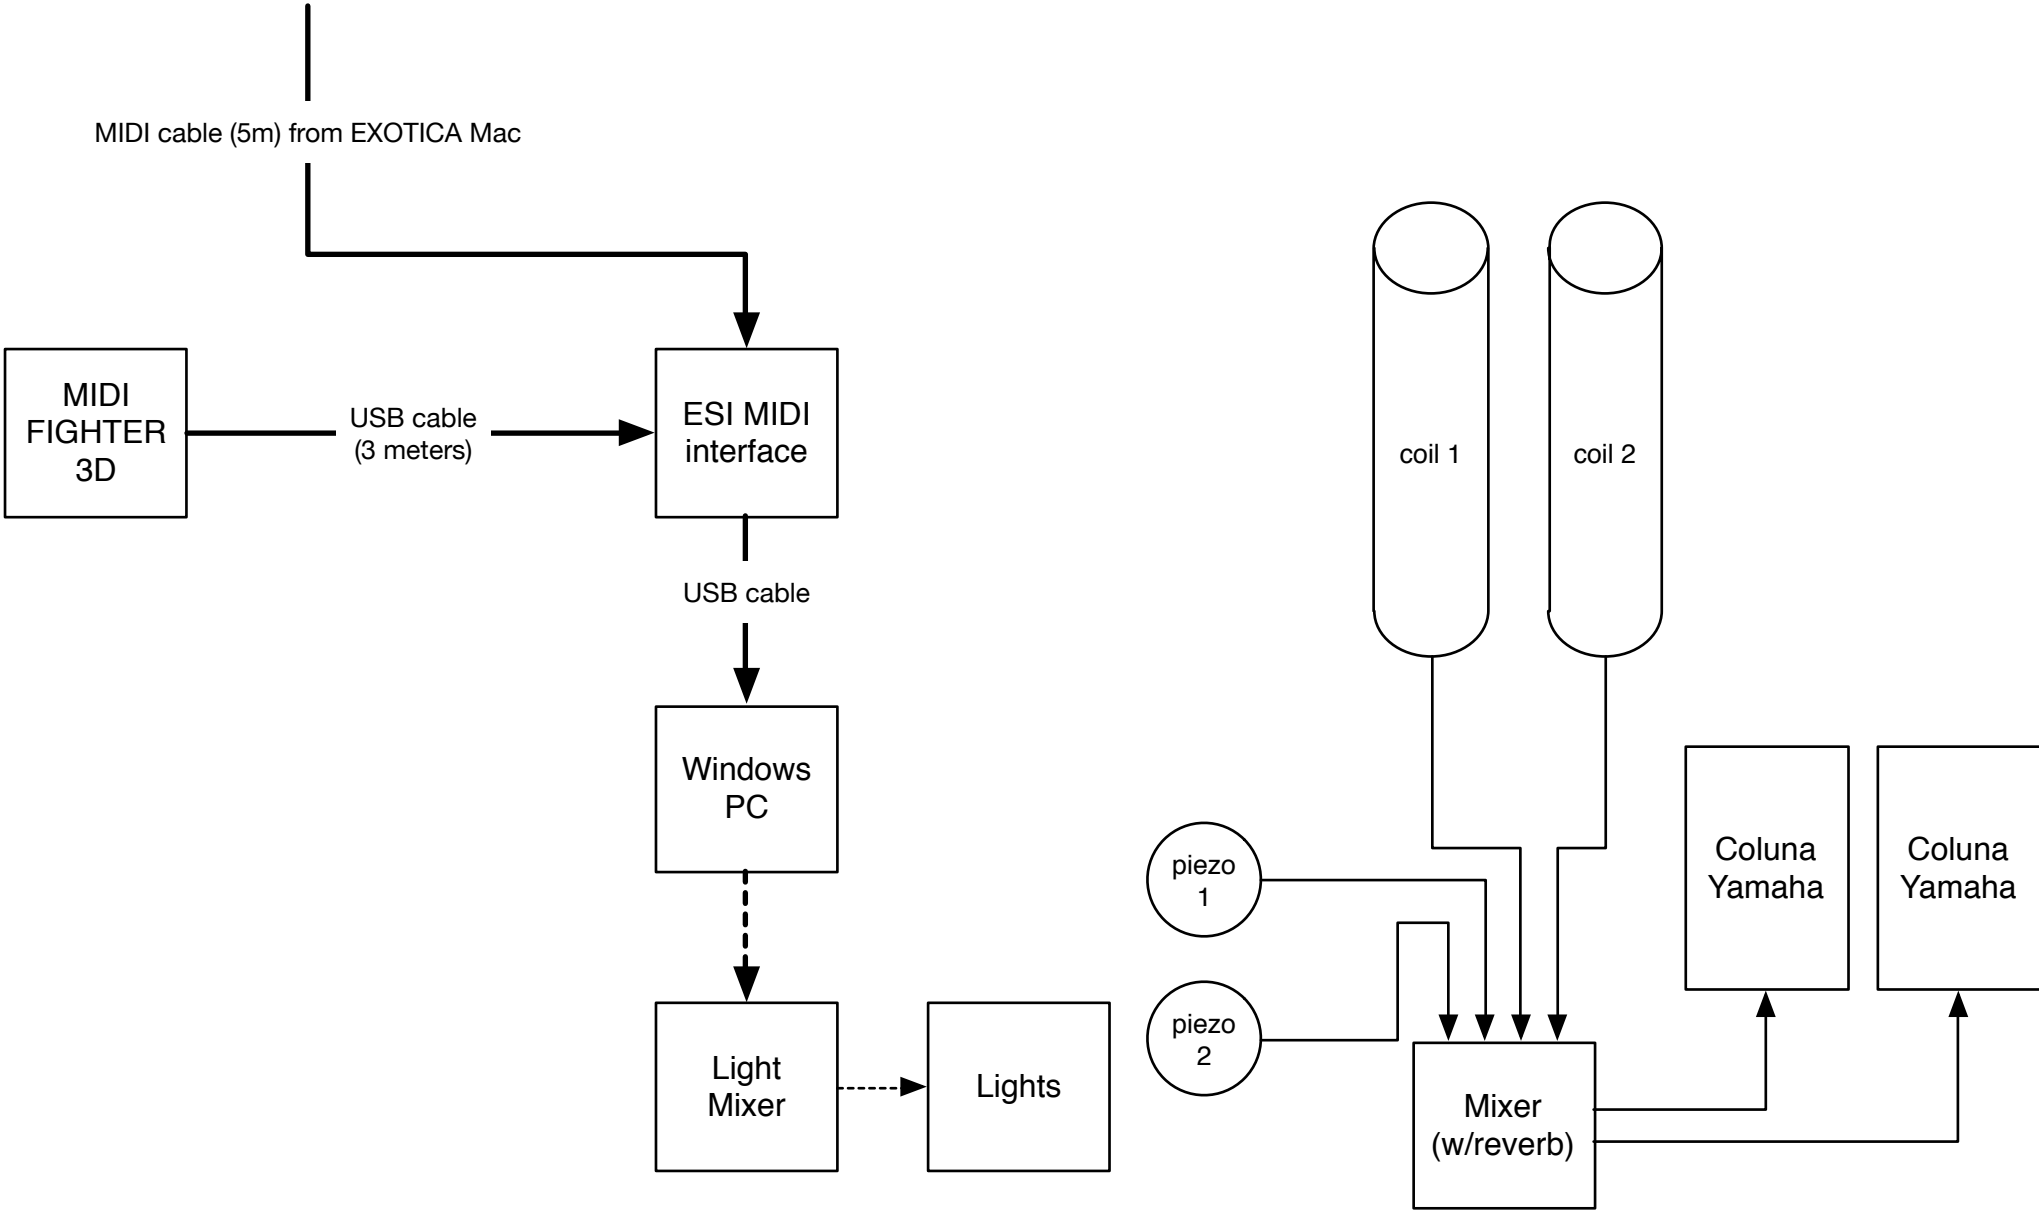 MIDI cable (5m) from EXOTICA Mac
MIDI
FIGHTER
3D
USB cable
(3 meters)
ESI MIDI
interface
USB cable
Windows
PC
Light
Mixer
Lights
coil 1
coil 2
piezo
1
piezo
2
Mixer
(w/reverb)
Coluna
Yamaha
Coluna
Yamaha